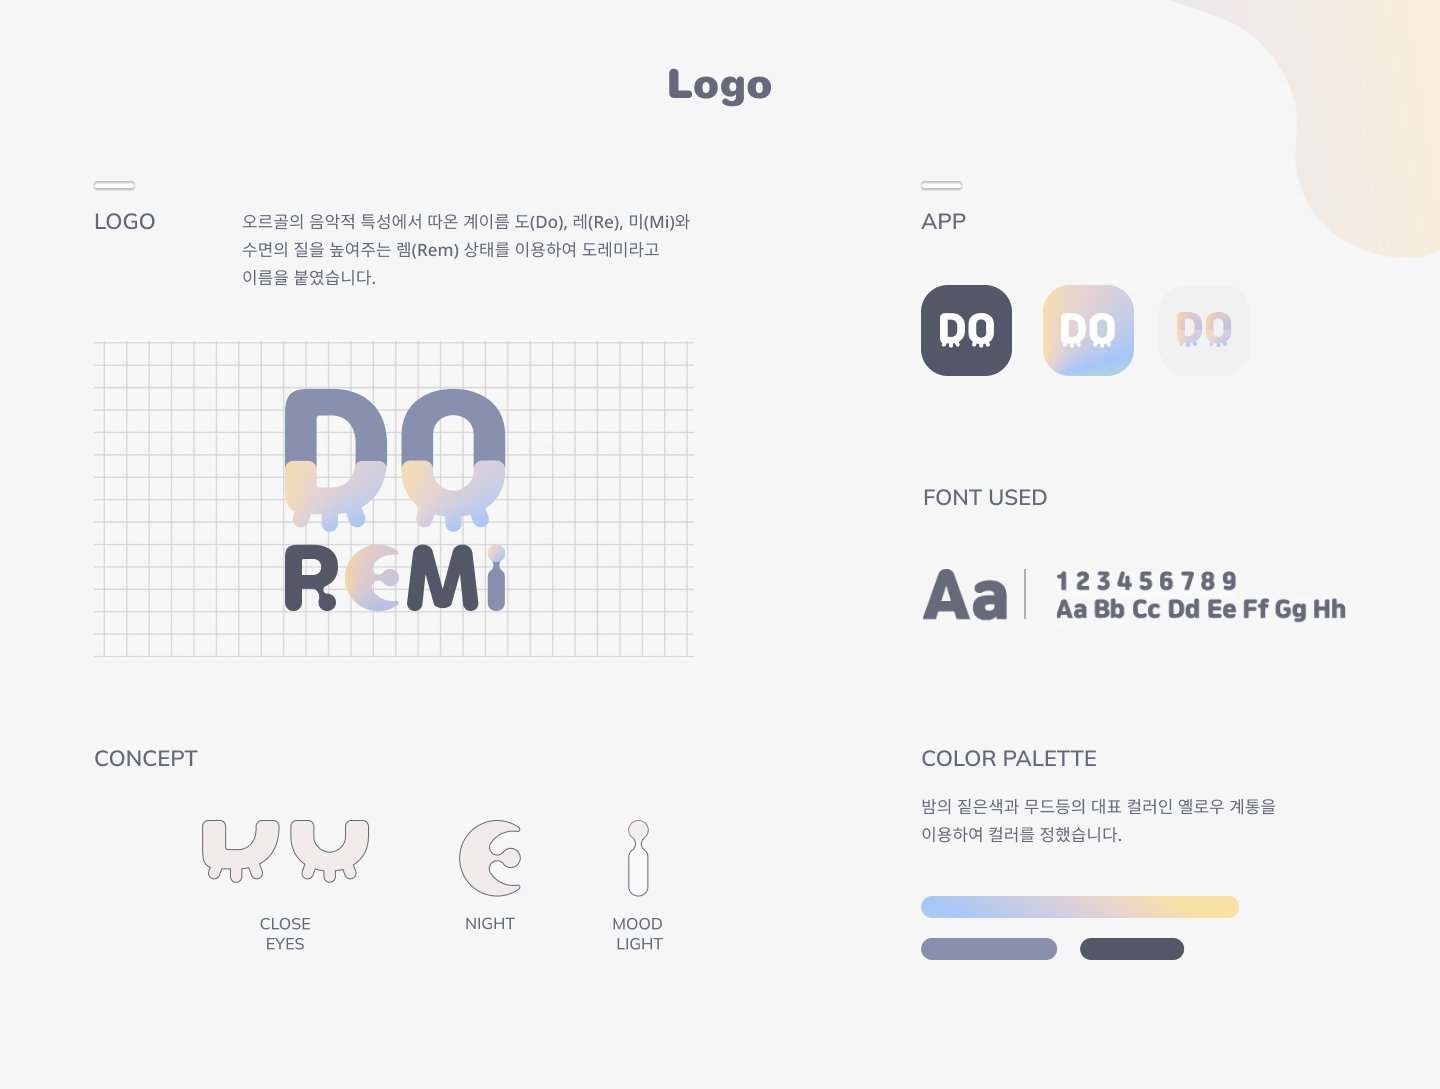 Logo
LOGO
오르골의 음악적 특성에서 따온 계이름 도(Do), 레(Re), 미(Mi)와
수면의 질을 높여주는 렘(Rem) 상태를 이용하여 도레미라고
이름을 붙였습니다.
DO
REMi
CONCEPT
CLOSE
EYES
NIGHT
MOOD
LIGHT
APP
DO
DO
DO
FONT USED
Aa
1 2 3 4 5 6 7 8 9
Aa Bb Cc Dd Ee Ff Gg Hh
COLOR PALETTE
밤의 짙은색과 무드등의 대표 컬러인 옐로우 계통을
이용하여 컬러를 정했습니다.